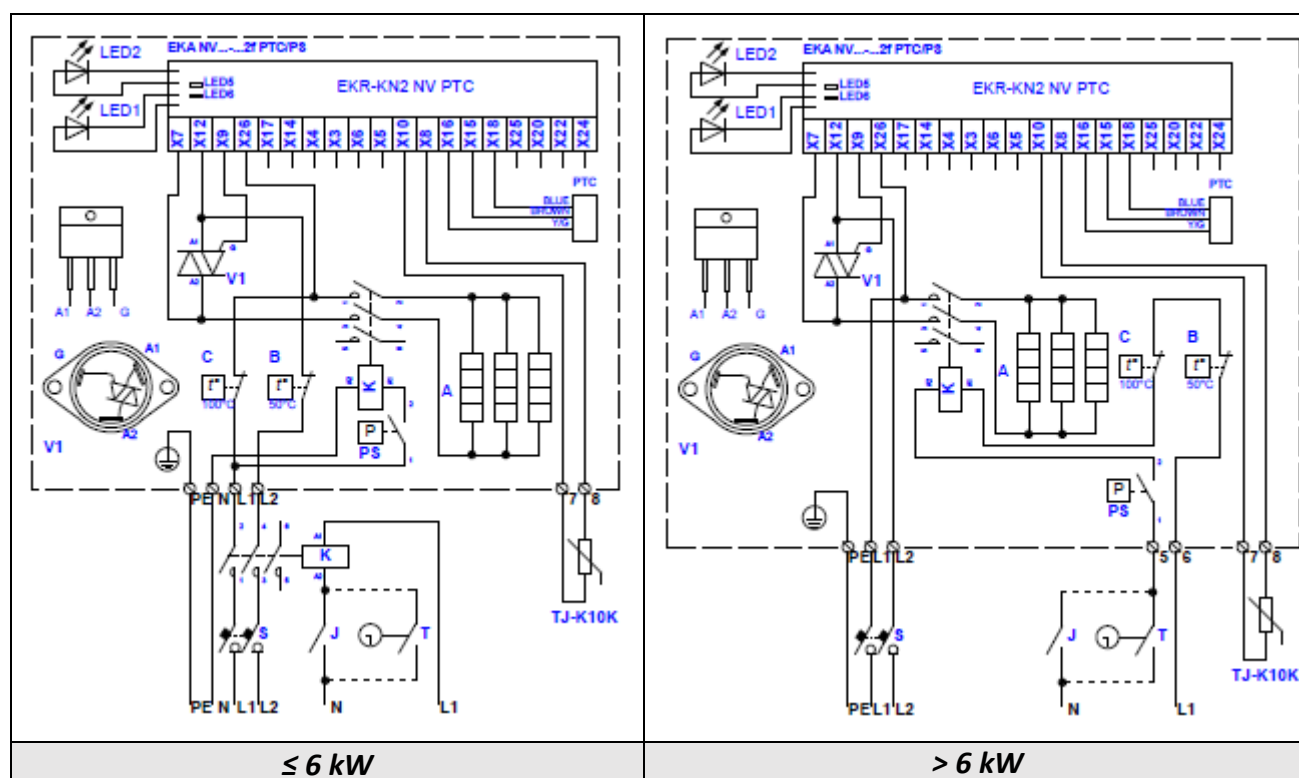 EKA NV...-...2f PTC/PS
LED2
LED5
LED6
LED1
EKR-KN2 NV PTC
X7 X12 X9 X26 X17 X14 X4 X3 X6 X5 X10 X8 X16 X15 X18 X25 X20 X22 X24
PTC
BLUE
BROWN
Y/G
A1
G
A2
V1
A1 A2 G
G A1
C B
t° t°
100°C 50°C
K
A
A2
V1
P
PS
PE N L1 L2 7 8
K
S J T
TJ-K10K
PE N L1 L2 N L1
≤ 6 kW
EKA NV...-...2f PTC/PS
LED2
LED5
LED6
LED1
EKR-KN2 NV PTC
X7 X12 X9 X26 X17 X14 X4 X3 X6 X5 X10 X8 X16 X15 X18 X25 X20 X22 X24
PTC
BLUE
BROWN
Y/G
A1
G
A2
V1
A1 A2 G
G A1
C B
t° t°
100°C 50°C
K
A
A2
V1
P
PS
PE L1 L2 5 6 7 8
S J T
TJ-K10K
PE L1 L2 N L1
> 6 kW